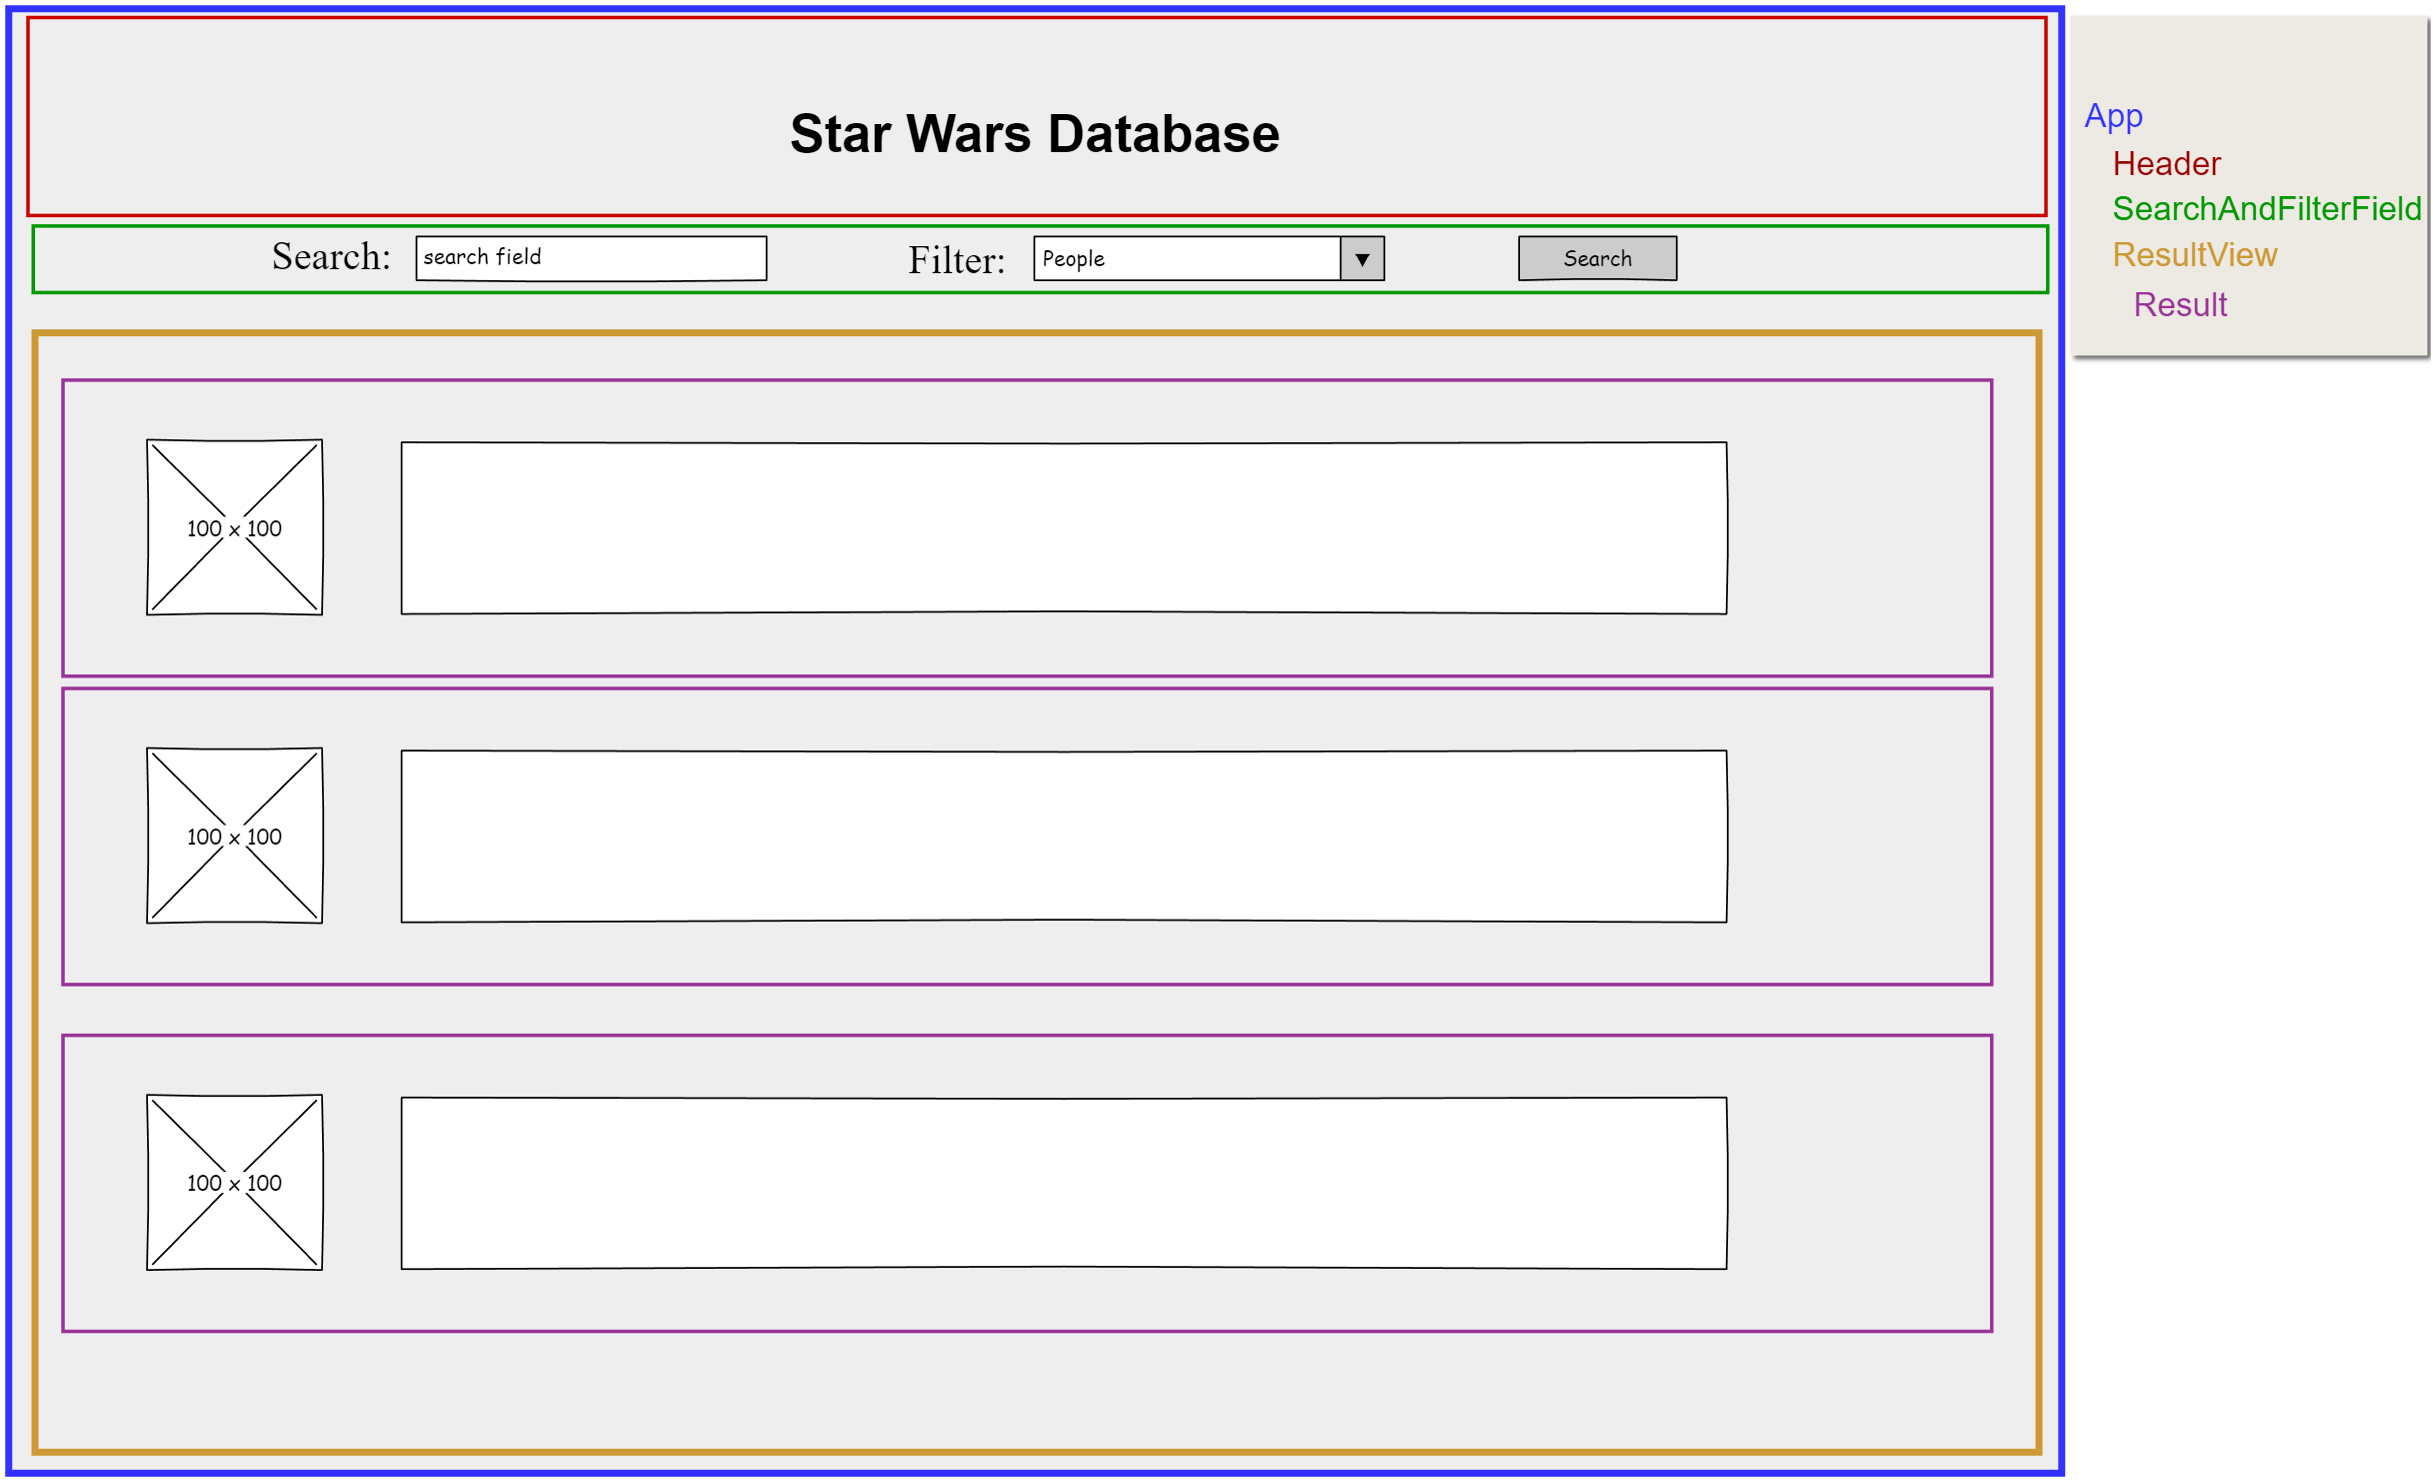 Star Wars Database
Search: search field Filter: People ▼ Search
100 x 100
100 x 100
100 x 100
App
Header
SearchAndFilterField
ResultView
Result